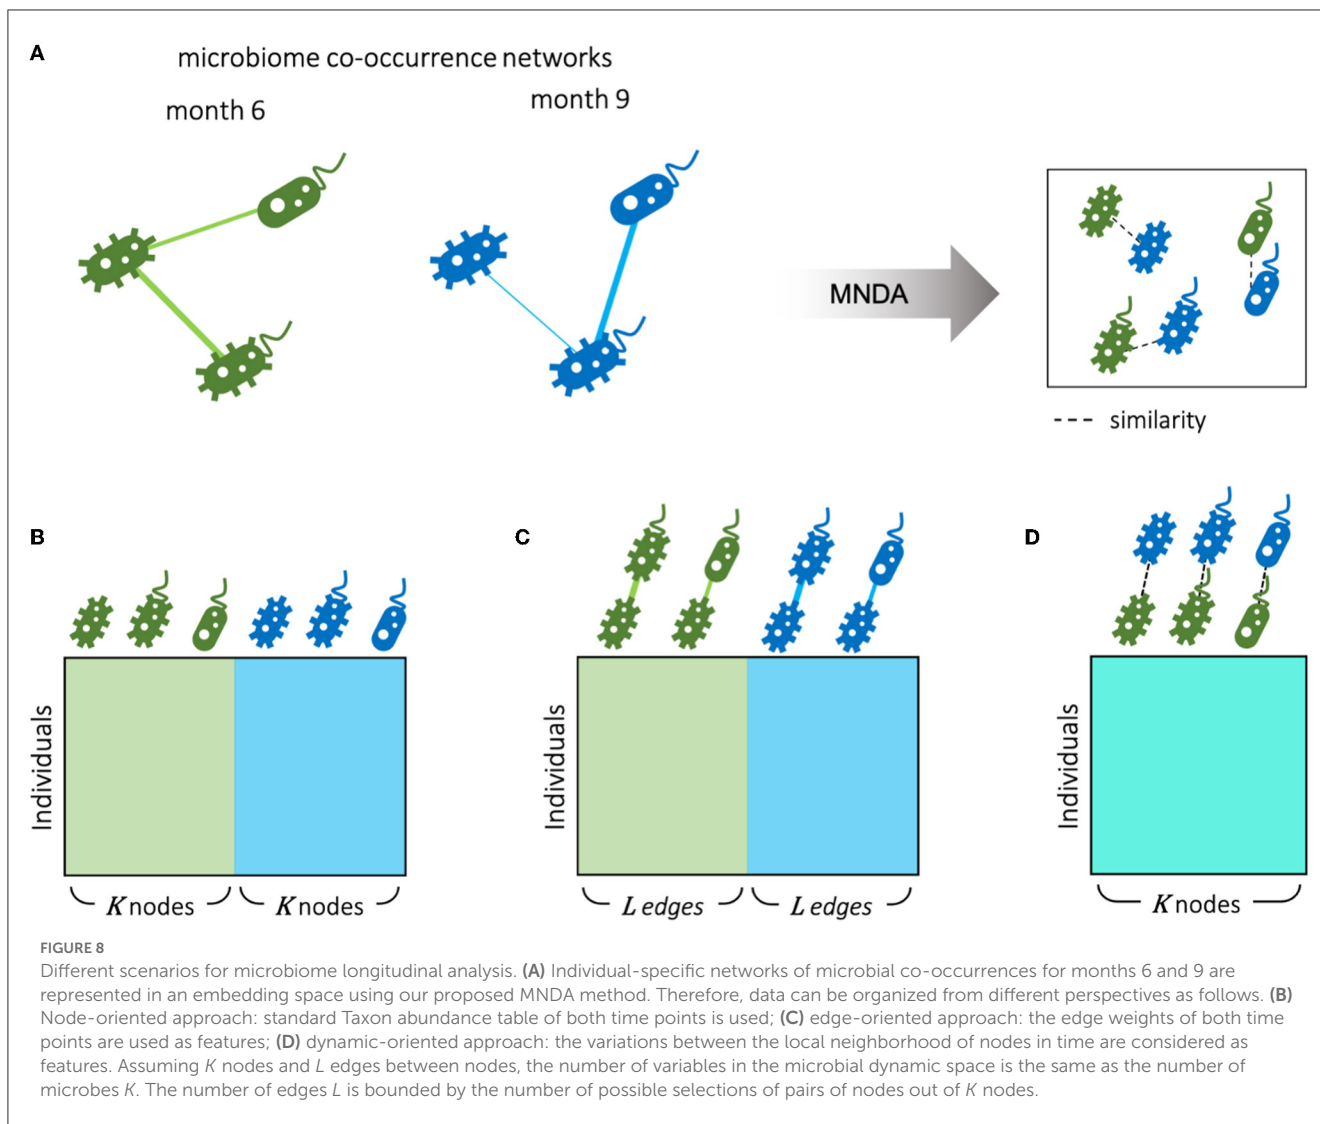 A
microbiome co-occurrence networks
month 6
month 9
MNDA
similarity
B
C
D
Individuals
Individuals
Individuals
K nodes
K nodes
L edges
L edges
K nodes
FIGURE 8
Different scenarios for microbiome longitudinal analysis. (A) Individual-specific networks of microbial co-occurrences for months 6 and 9 are
represented in an embedding space using our proposed MNDA method. Therefore, data can be organized from different perspectives as follows. (B)
Node-oriented approach: standard Taxon abundance table of both time points is used; (C) edge-oriented approach: the edge weights of both time
points are used as features; (D) dynamic-oriented approach: the variations between the local neighborhood of nodes in time are considered as
features. Assuming K nodes and L edges between nodes, the number of variables in the microbial dynamic space is the same as the number of
microbes K. The number of edges L is bounded by the number of possible selections of pairs of nodes out of K nodes.